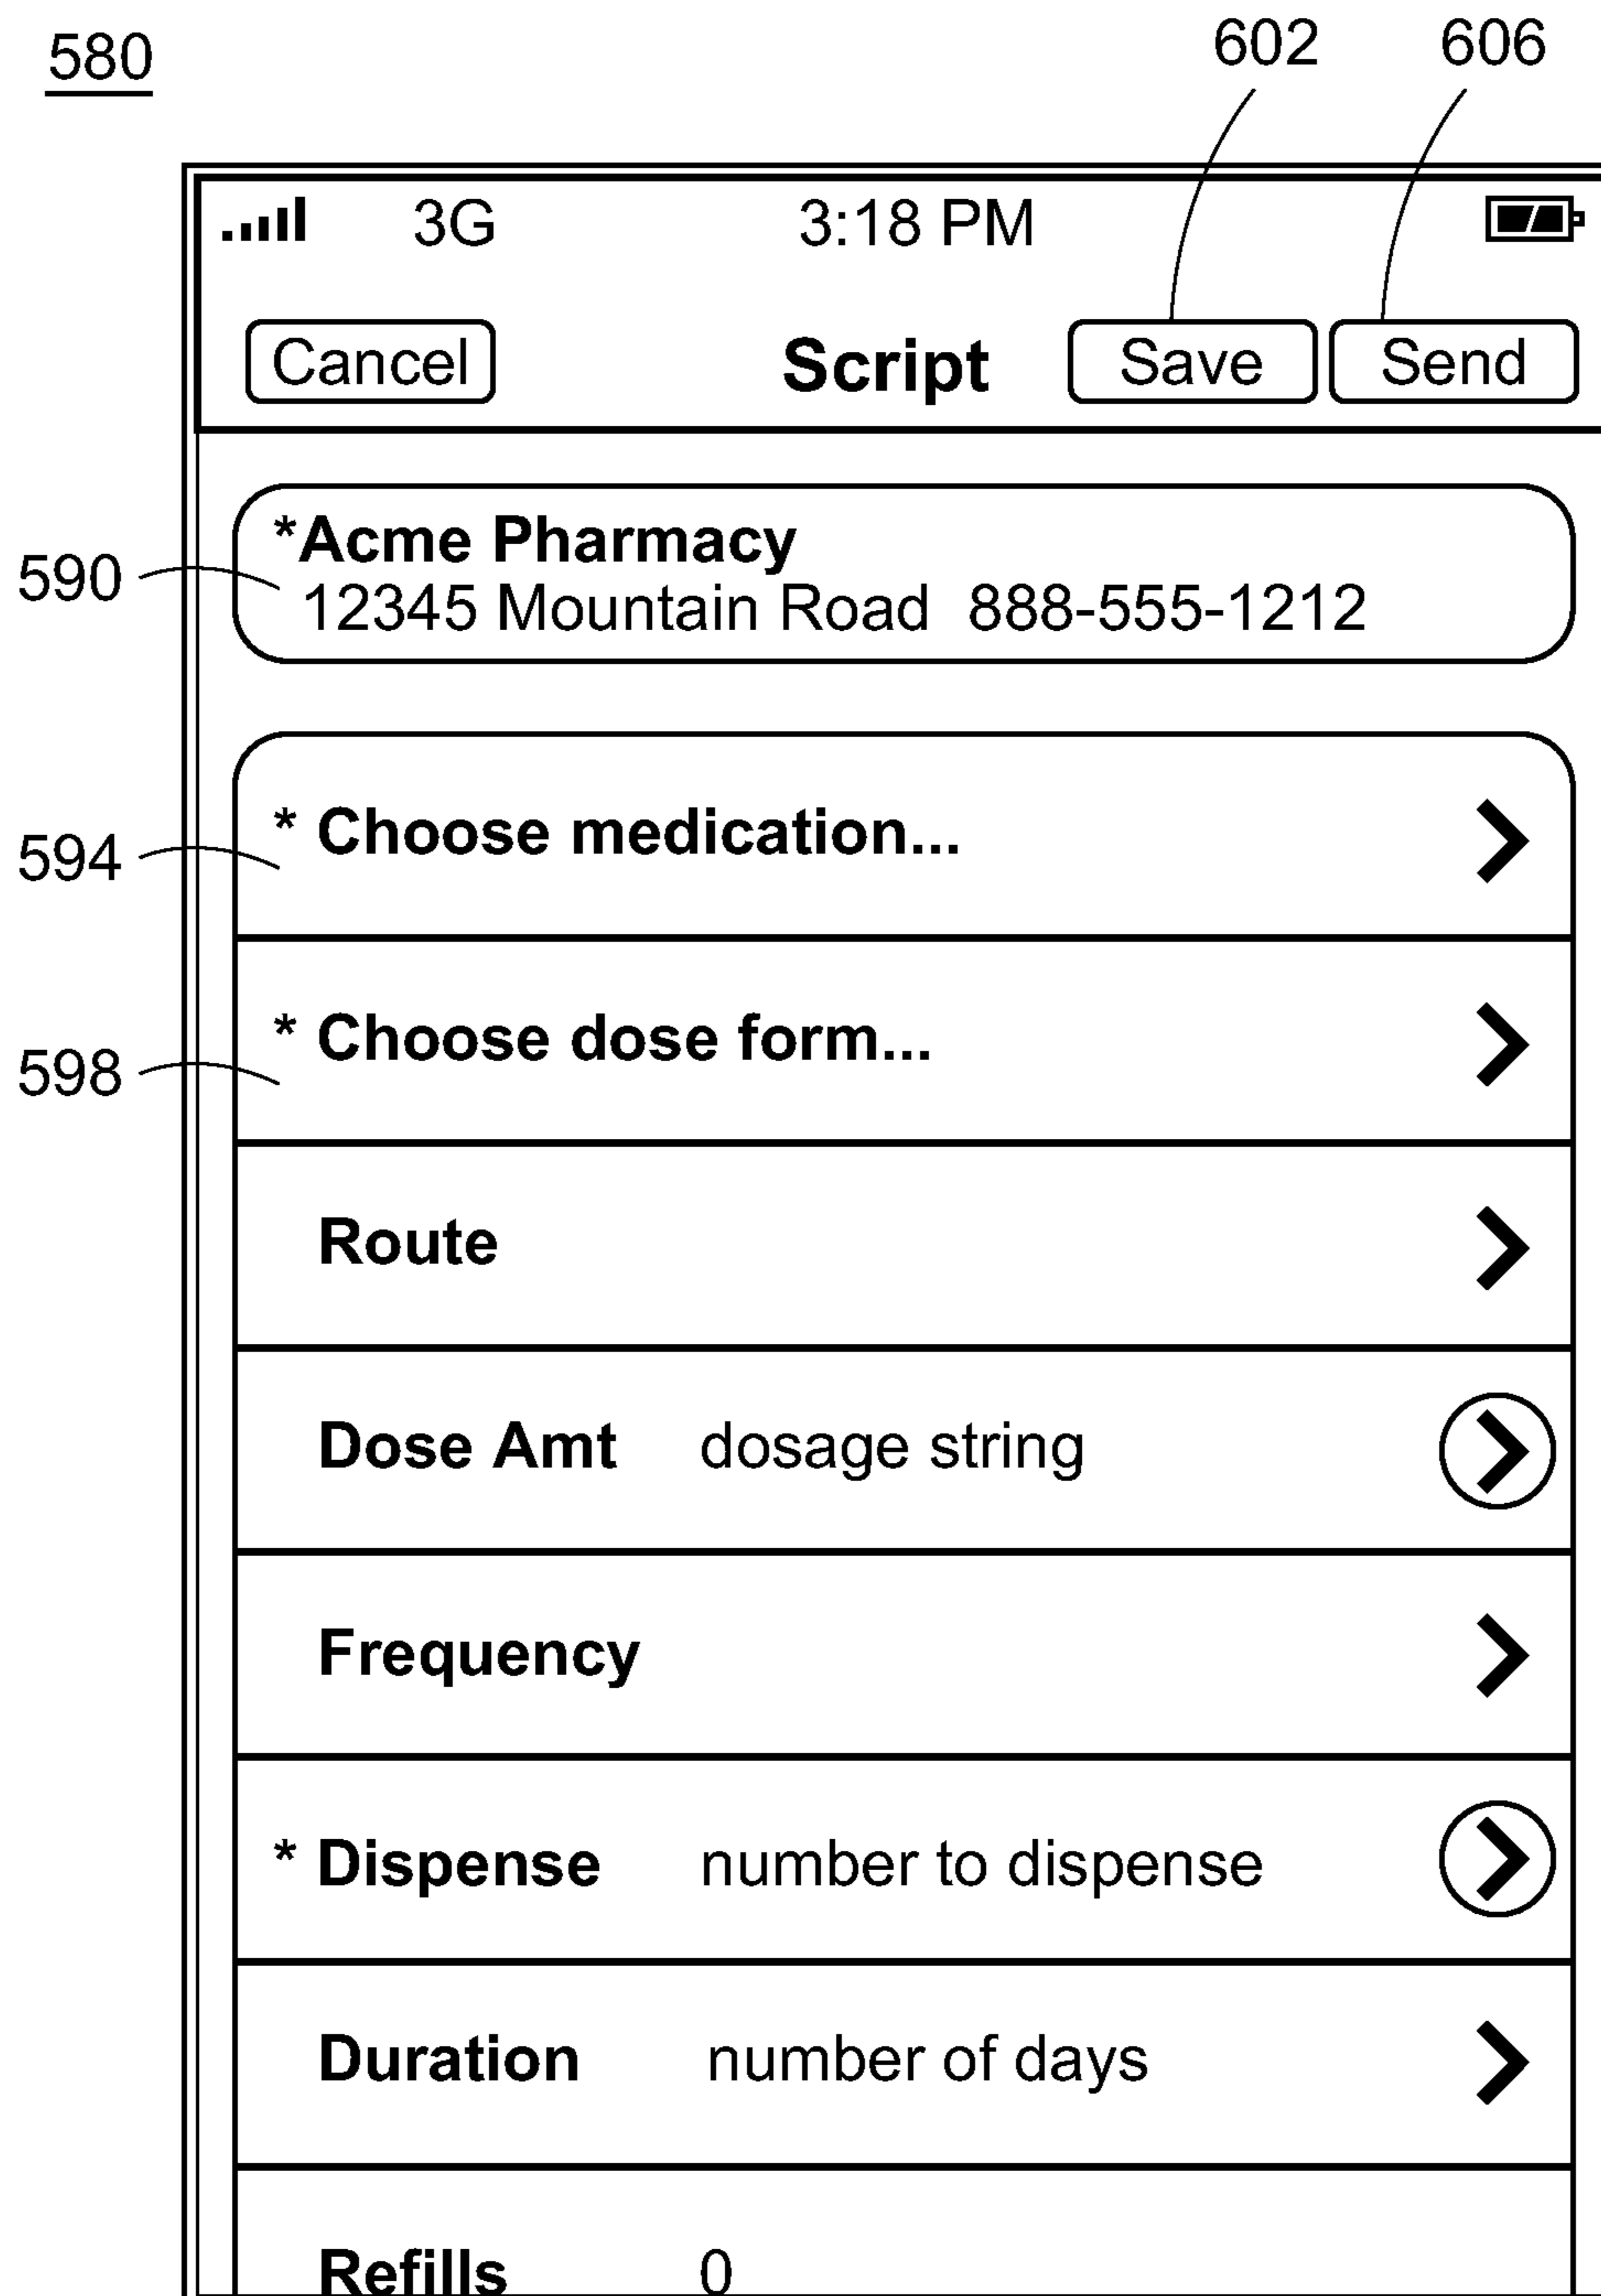 580
602 606
3G 3:18 PM
Cancel Script Save Send
*Acme Pharmacy
590
12345 Mountain Road 888-555-1212
* Choose medication...
594
* Choose dose form...
598
Route
Dose Amt dosage string
Frequency
* Dispense number to dispense
Duration number of days
Refills 0